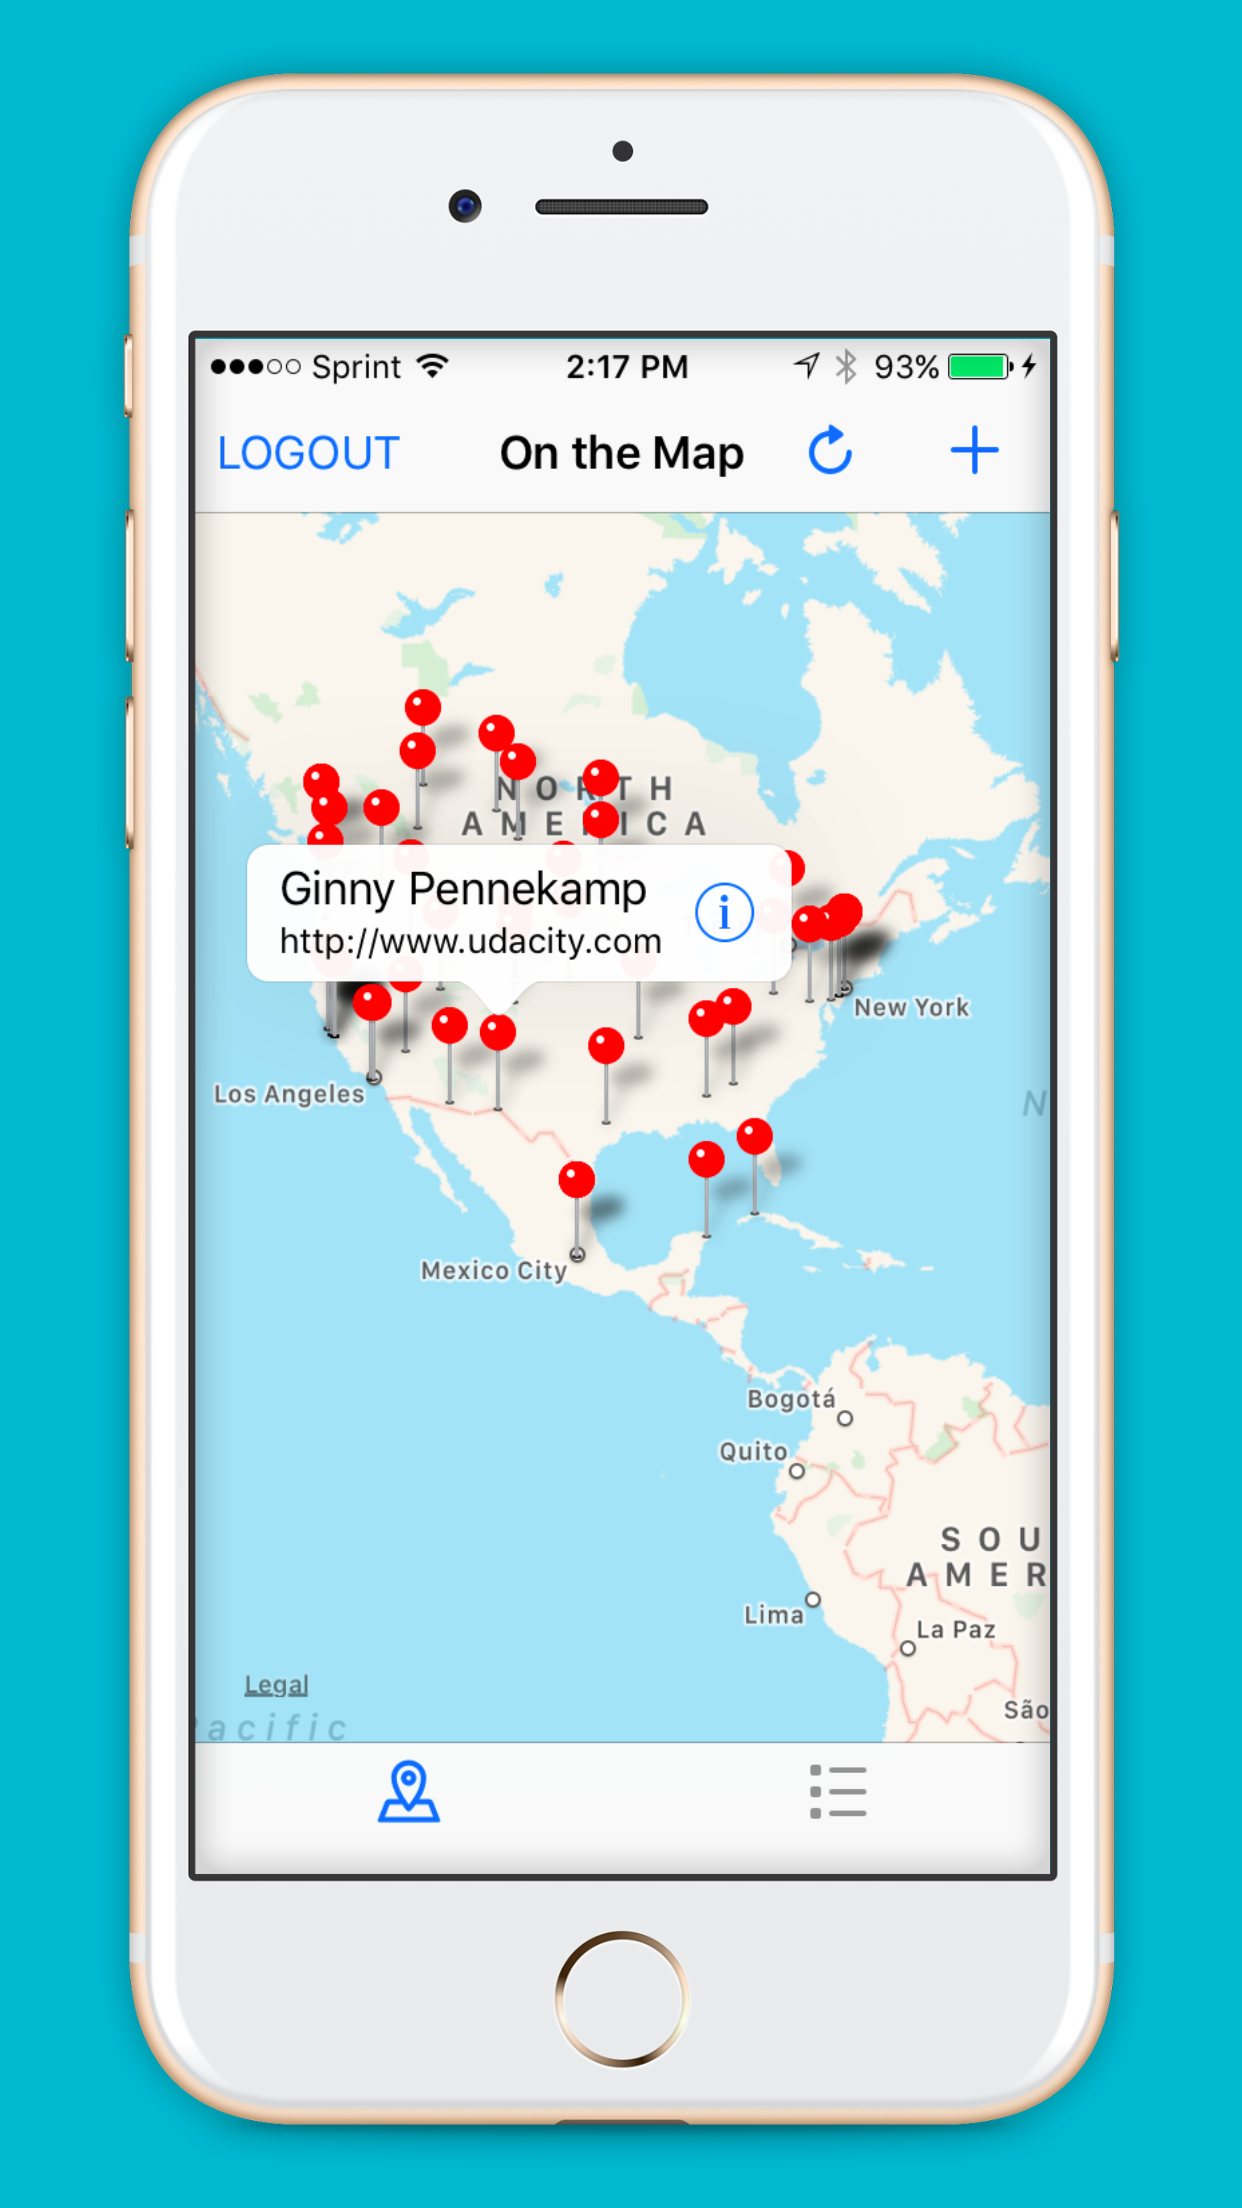 Sprint 2:17 PM 93%
LOGOUT On the Map
NORTH
AMERICA
Ginny Pennekamp
http://www.udacity.com
New York
Los Angeles
N
Mexico City
Bogotá
Quito
SOU
AMER
Lima
La Paz
Legal
São
acific